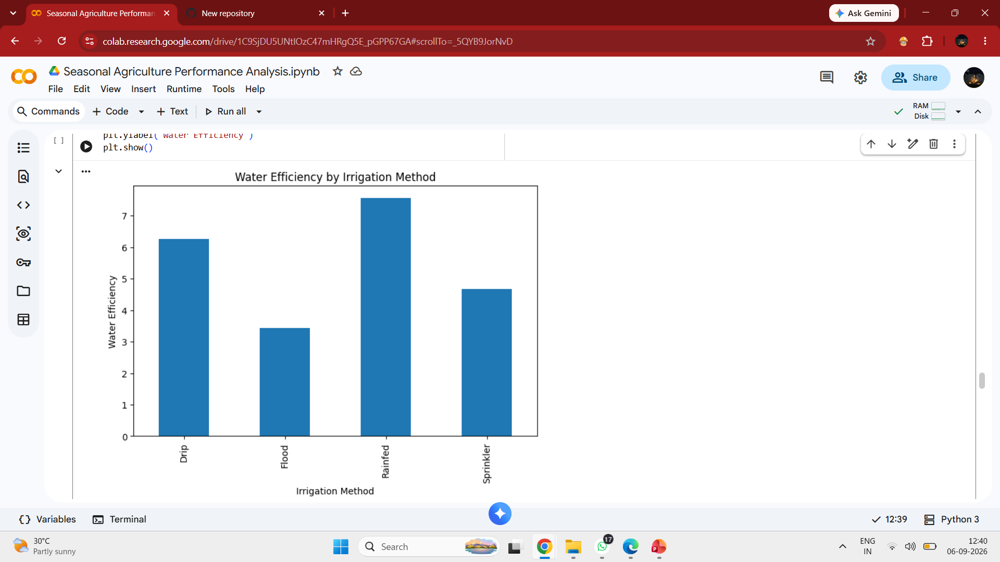 Seasonal Agriculture Performan
New repository
Ask Gemini
colab.research.google.com/drive/1C9SjDU5UNtIOzC47mHRgQ5E_pGPP67GA#scrollTo=_5QYB9JorNvD
Seasonal Agriculture Performance Analysis.ipynb
File Edit View Insert Runtime Tools Help
Share
Commands + Code + Text Run all
RAM
Disk
[ ]
plt.ylabel("Water Efficiency")
plt.show()
Water Efficiency by Irrigation Method
7
6
5
4
3
2
1
0
Water Efficiency
Drip
Flood
Rainfed
Sprinkler
Irrigation Method
Variables
Terminal
12:39
Python 3
30°C
Partly sunny
Search
17
ENG
IN
12:40
06-09-2026